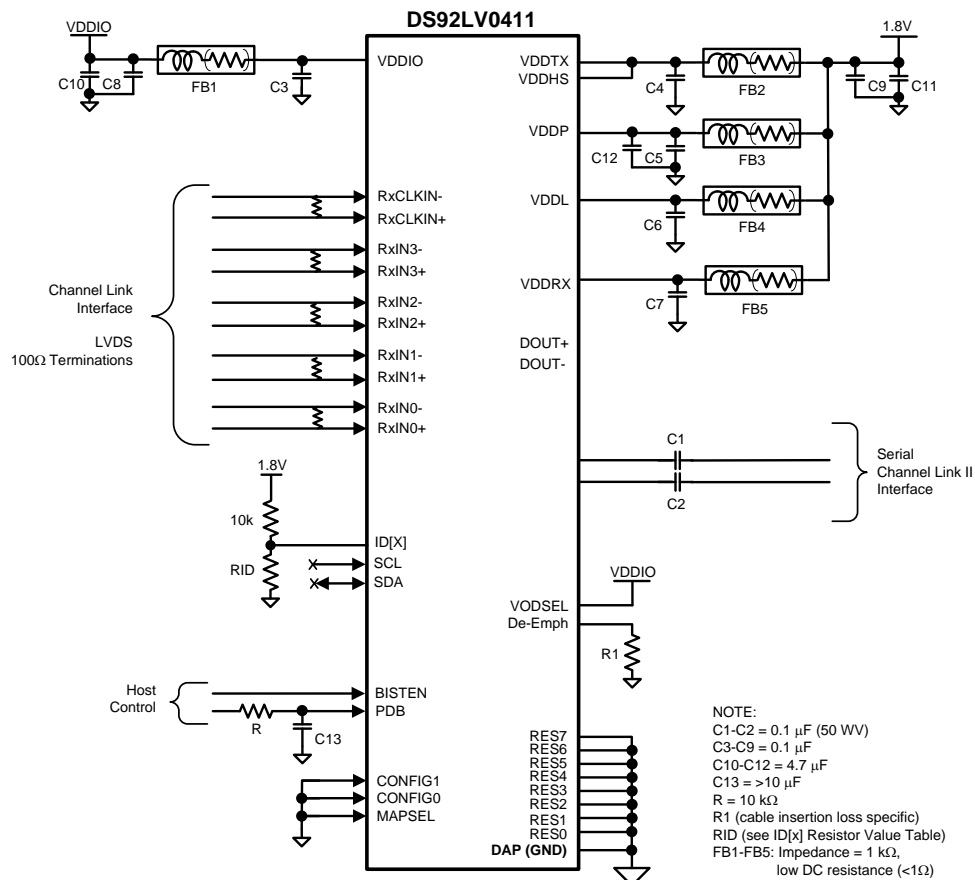 DS92LV0411
VDDIO
C10
C8
FB1
C3
VDDIO
VDDTX
VDDHS
C4
FB2
1.8V
C9
C11
VDDP
C12
C5
FB3
VDDL
C6
FB4
VDDRX
C7
FB5
Channel Link
Interface
LVDS
100Ω Terminations
RxCLKIN-
RxCLKIN+
RxIN3-
RxIN3+
RxIN2-
RxIN2+
RxIN1-
RxIN1+
RxIN0-
RxIN0+
DOUT+
DOUT-
C1
C2
Serial
Channel Link II
Interface
1.8V
10k
RID
ID[X]
SCL
SDA
VDDIO
VODSEL
De-Emph
R1
Host
Control
R
C13
BISTEN
PDB
CONFIG1
CONFIG0
MAPSEL
RES7
RES6
RES5
RES4
RES3
RES2
RES1
RES0
DAP (GND)
NOTE:
C1-C2 = 0.1 μF (50 WV)
C3-C9 = 0.1 μF
C10-C12 = 4.7 μF
C13 = >10 μF
R = 10 kΩ
R1 (cable insertion loss specific)
RID (see ID[x] Resistor Value Table)
FB1-FB5: Impedance = 1 kΩ,
low DC resistance (<1Ω)